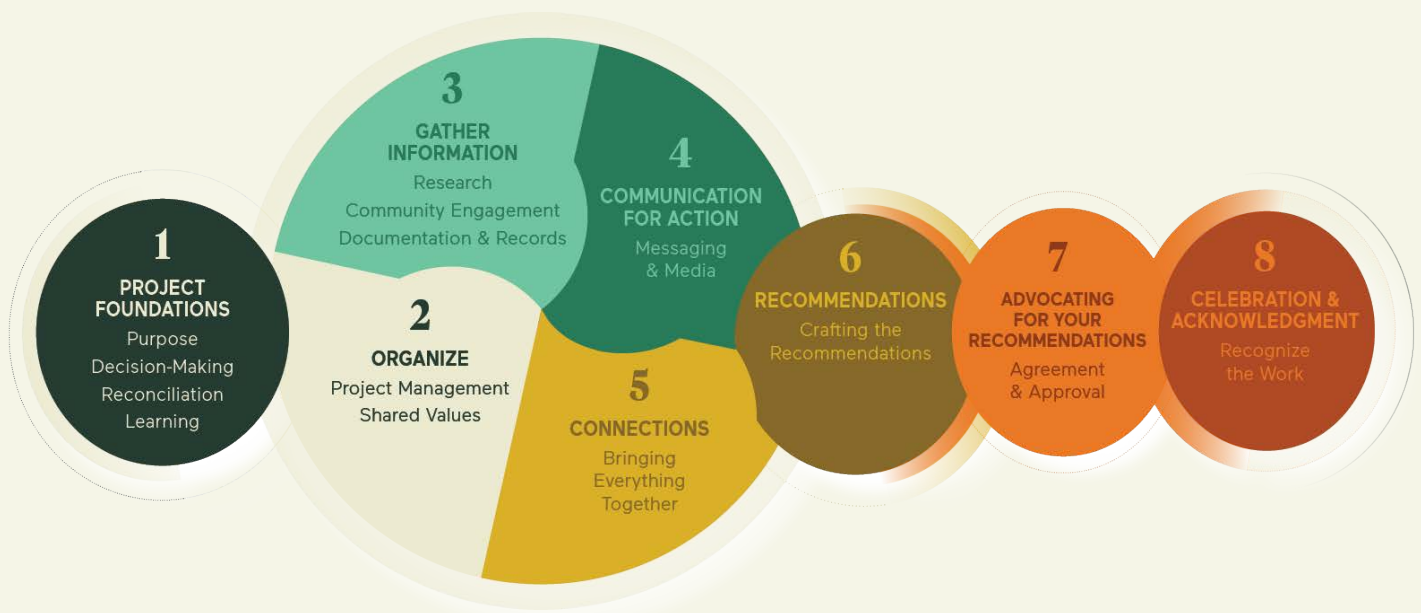 1
PROJECT
FOUNDATIONS
Purpose
Decision-Making
Reconciliation
Learning
2
ORGANIZE
Project Management
Shared Values
3
GATHER
INFORMATION
Research
Community Engagement
Documentation & Records
4
COMMUNICATION
FOR ACTION
Messaging
& Media
5
CONNECTIONS
Bringing
Everything
Together
6
RECOMMENDATIONS
Crafting the
Recommendations
7
ADVOCATING
FOR YOUR
RECOMMENDATIONS
Agreement
& Approval
8
CELEBRATION &
ACKNOWLEDGMENT
Recognize
the Work